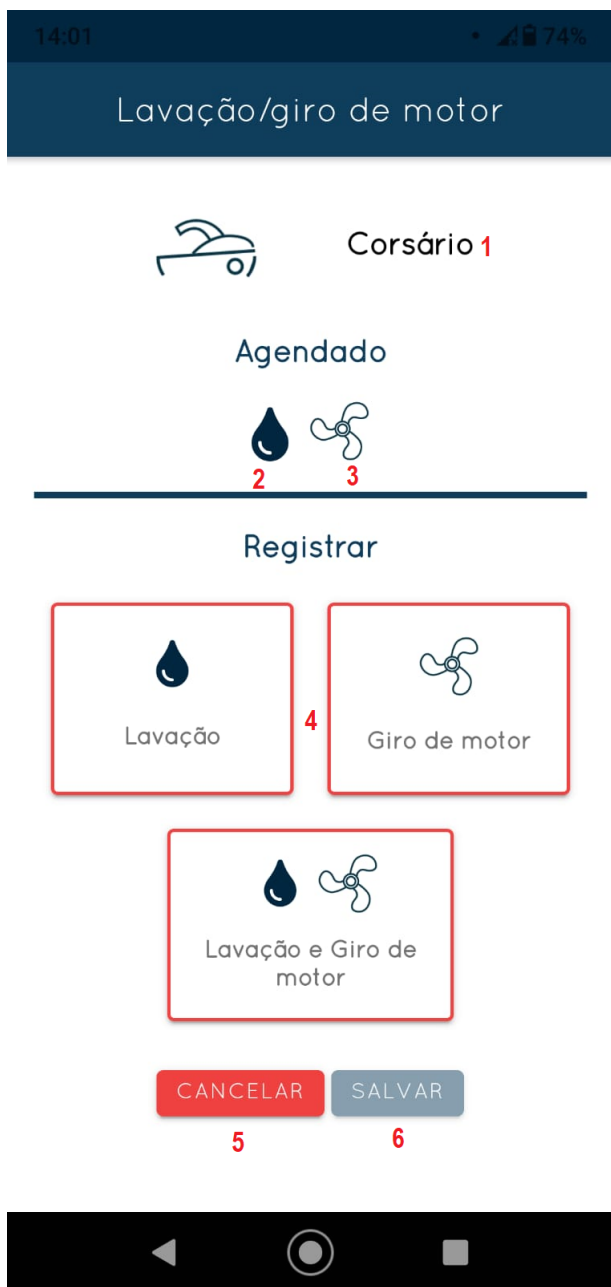 14:01 74%
Lavação/giro de motor
Corsário 1
Agendado
2 3
Registrar
Lavação 4 Giro de motor
Lavação e Giro de
motor
CANCELAR SALVAR
5 6